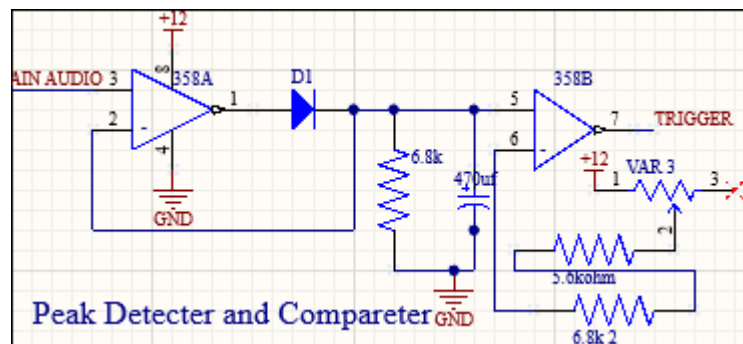 +12
8
AIN AUDIO
3
358A
1
2
-
4
GND
D1
6.8k
+
470uf
GND
358B
5
6
-
7
TRIGGER
+12
1
VAR 3
3
2
5.6kohm
6.8k 2
Peak Detecter and Compareter